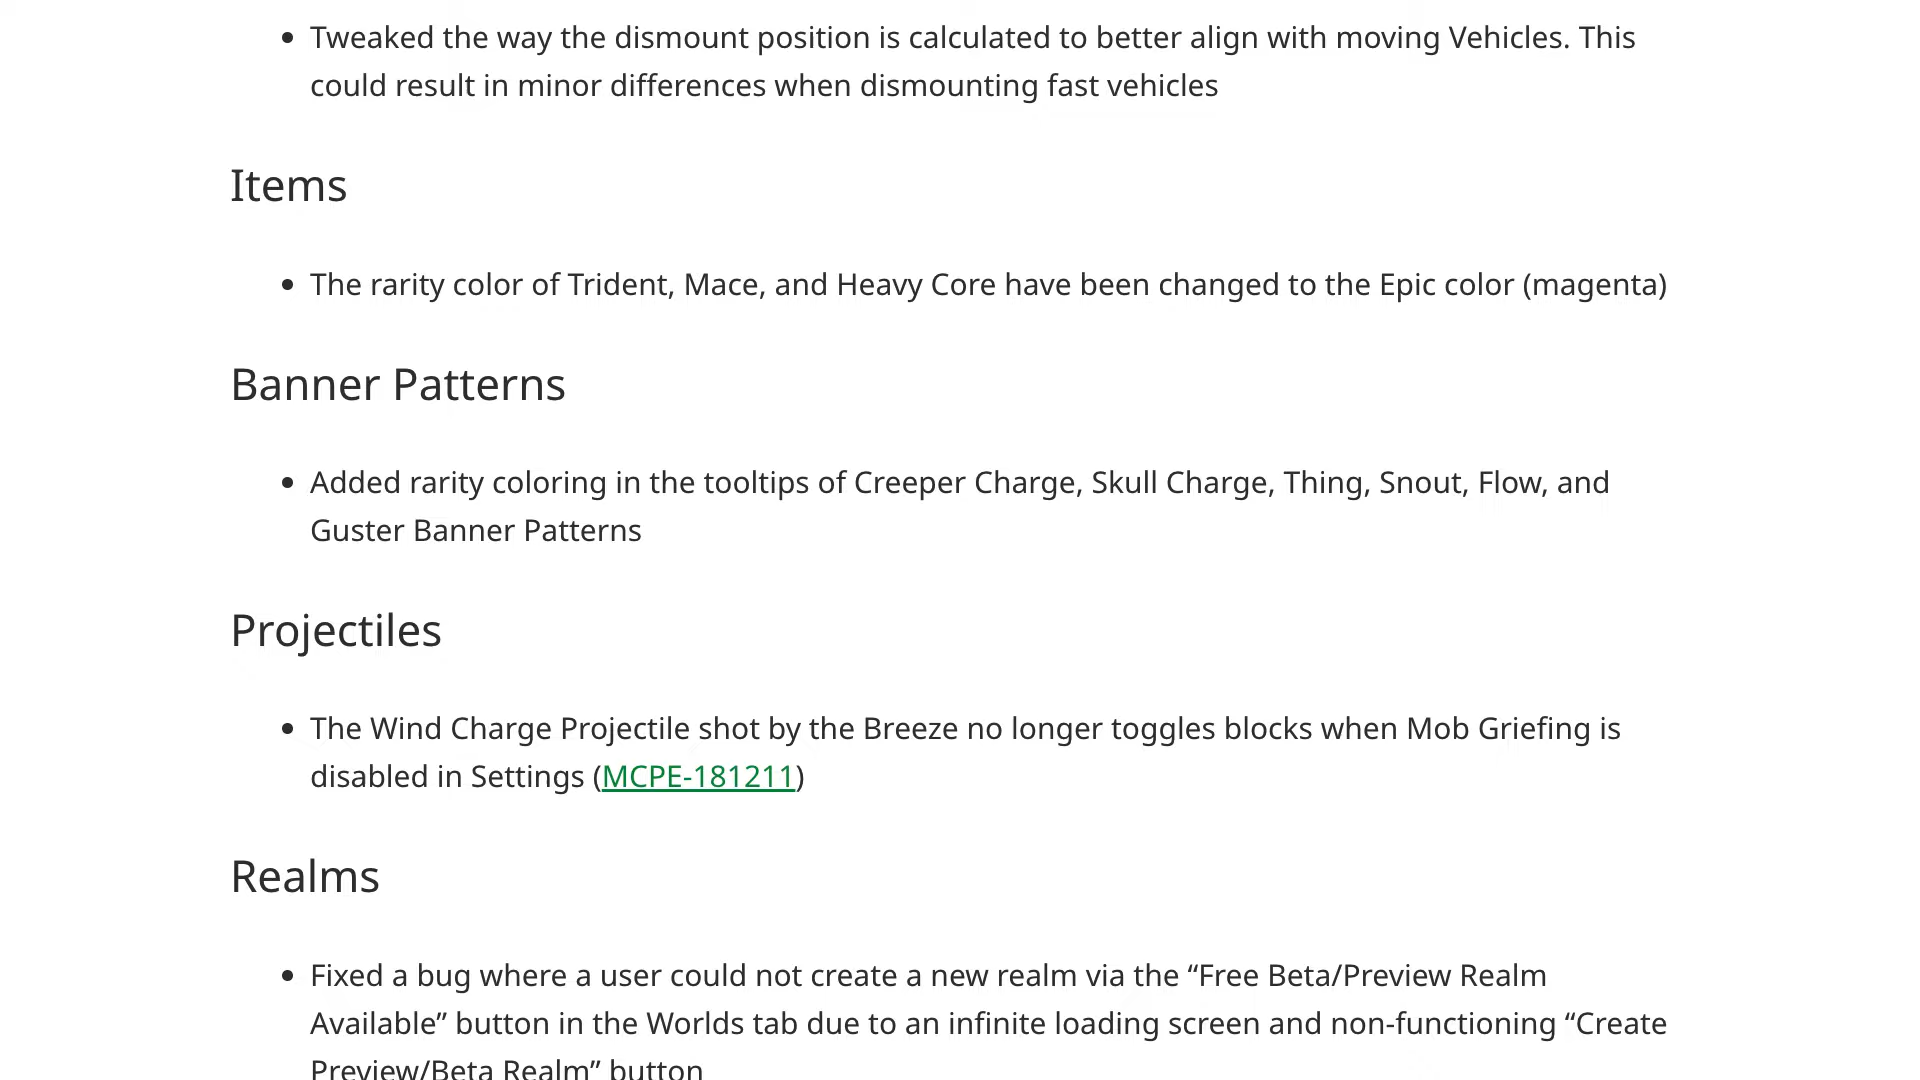 Tweaked the way the dismount position is calculated to better align with moving Vehicles. This
could result in minor differences when dismounting fast vehicles
Items
The rarity color of Trident, Mace, and Heavy Core have been changed to the Epic color (magenta)
Banner Patterns
Added rarity coloring in the tooltips of Creeper Charge, Skull Charge, Thing, Snout, Flow, and
Guster Banner Patterns
Projectiles
The Wind Charge Projectile shot by the Breeze no longer toggles blocks when Mob Griefing is
disabled in Settings (MCPE-181211)
Realms
Fixed a bug where a user could not create a new realm via the “Free Beta/Preview Realm
Available” button in the Worlds tab due to an infinite loading screen and non-functioning “Create
Preview/Beta Realm” button